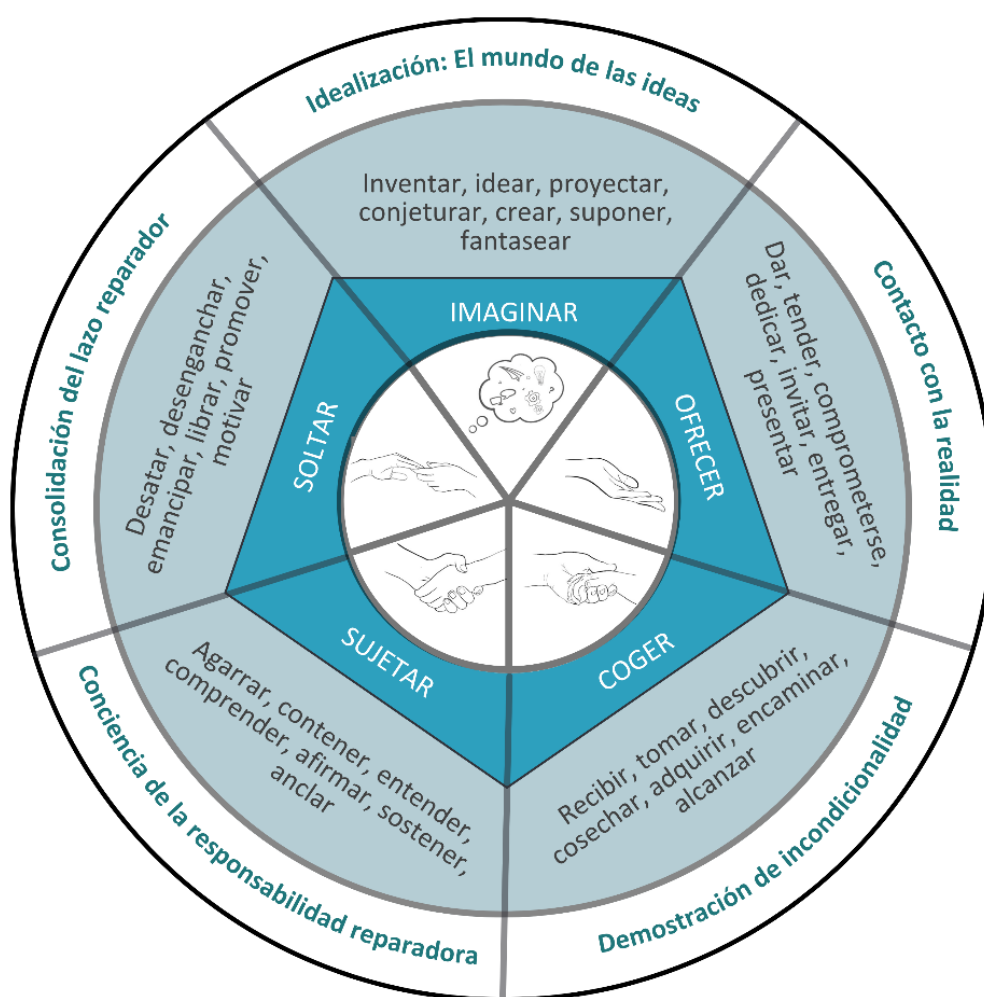 Idealización: El mundo de las ideas
Inventar, idear, proyectar,
conjeturar, crear, suponer,
fantasear
IMAGINAR
Contacto con la realidad
Dar, tender, comprometerse,
dedicar, invitar, entregar,
presentar
OFRECER
Demostración de incondicionalidad
Recibir, tomar, descubrir,
cosechar, adquirir, encaminar,
alcanzar
COGER
Conciencia de la responsabilidad reparadora
Agarrar, contener, entender,
comprender, afirmar, sostener,
anclar
SUJETAR
Consolidación del lazo reparador
Desatar, desenganchar,
emancipar, librar, promover,
motivar
SOLTAR